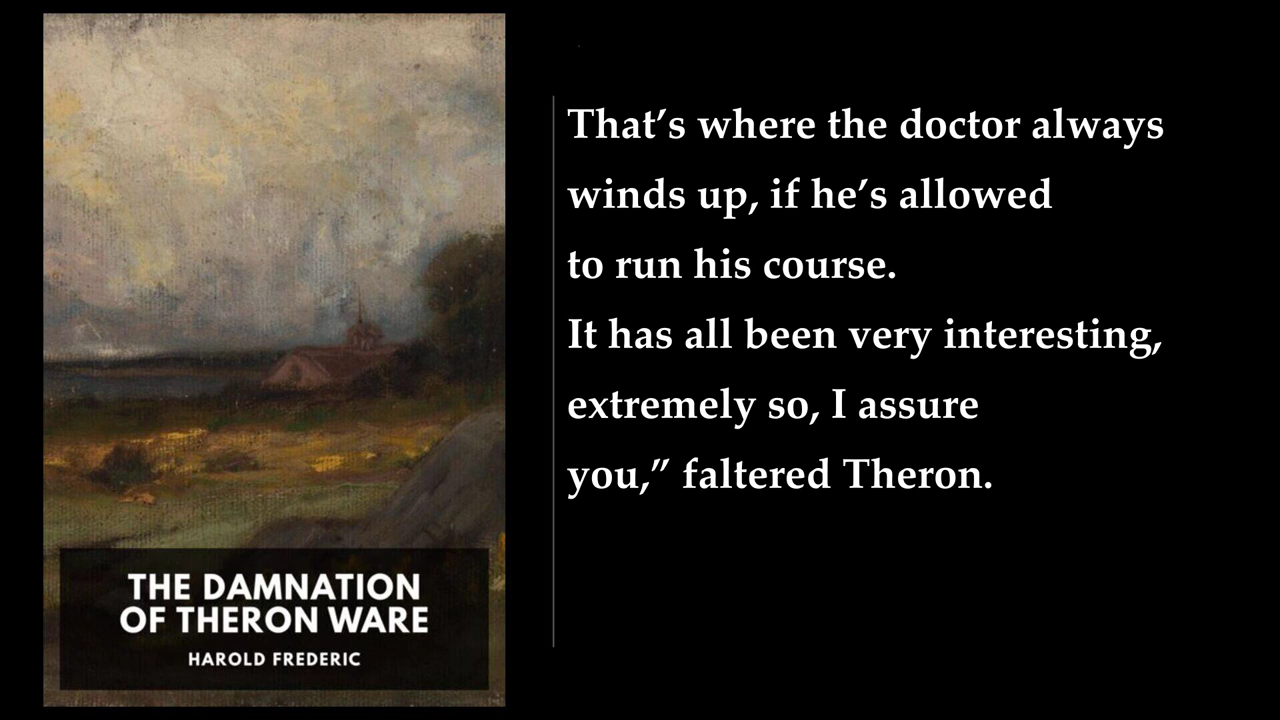 THE DAMNATION
OF THERON WARE
HAROLD FREDERIC
That’s where the doctor always
winds up, if he’s allowed
to run his course.
It has all been very interesting,
extremely so, I assure
you,” faltered Theron.